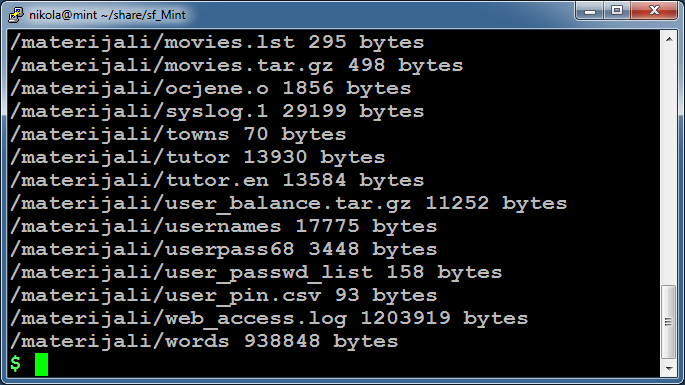 nikola@mint ~/share/sf_Mint
/materijali/movies.lst 295 bytes
/materijali/movies.tar.gz 498 bytes
/materijali/ocjene.o 1856 bytes
/materijali/syslog.1 29199 bytes
/materijali/towns 70 bytes
/materijali/tutor 13930 bytes
/materijali/tutor.en 13584 bytes
/materijali/user_balance.tar.gz 11252 bytes
/materijali/usernames 17775 bytes
/materijali/userpass68 3448 bytes
/materijali/user_passwd_list 158 bytes
/materijali/user_pin.csv 93 bytes
/materijali/web_access.log 1203919 bytes
/materijali/words 938848 bytes
$